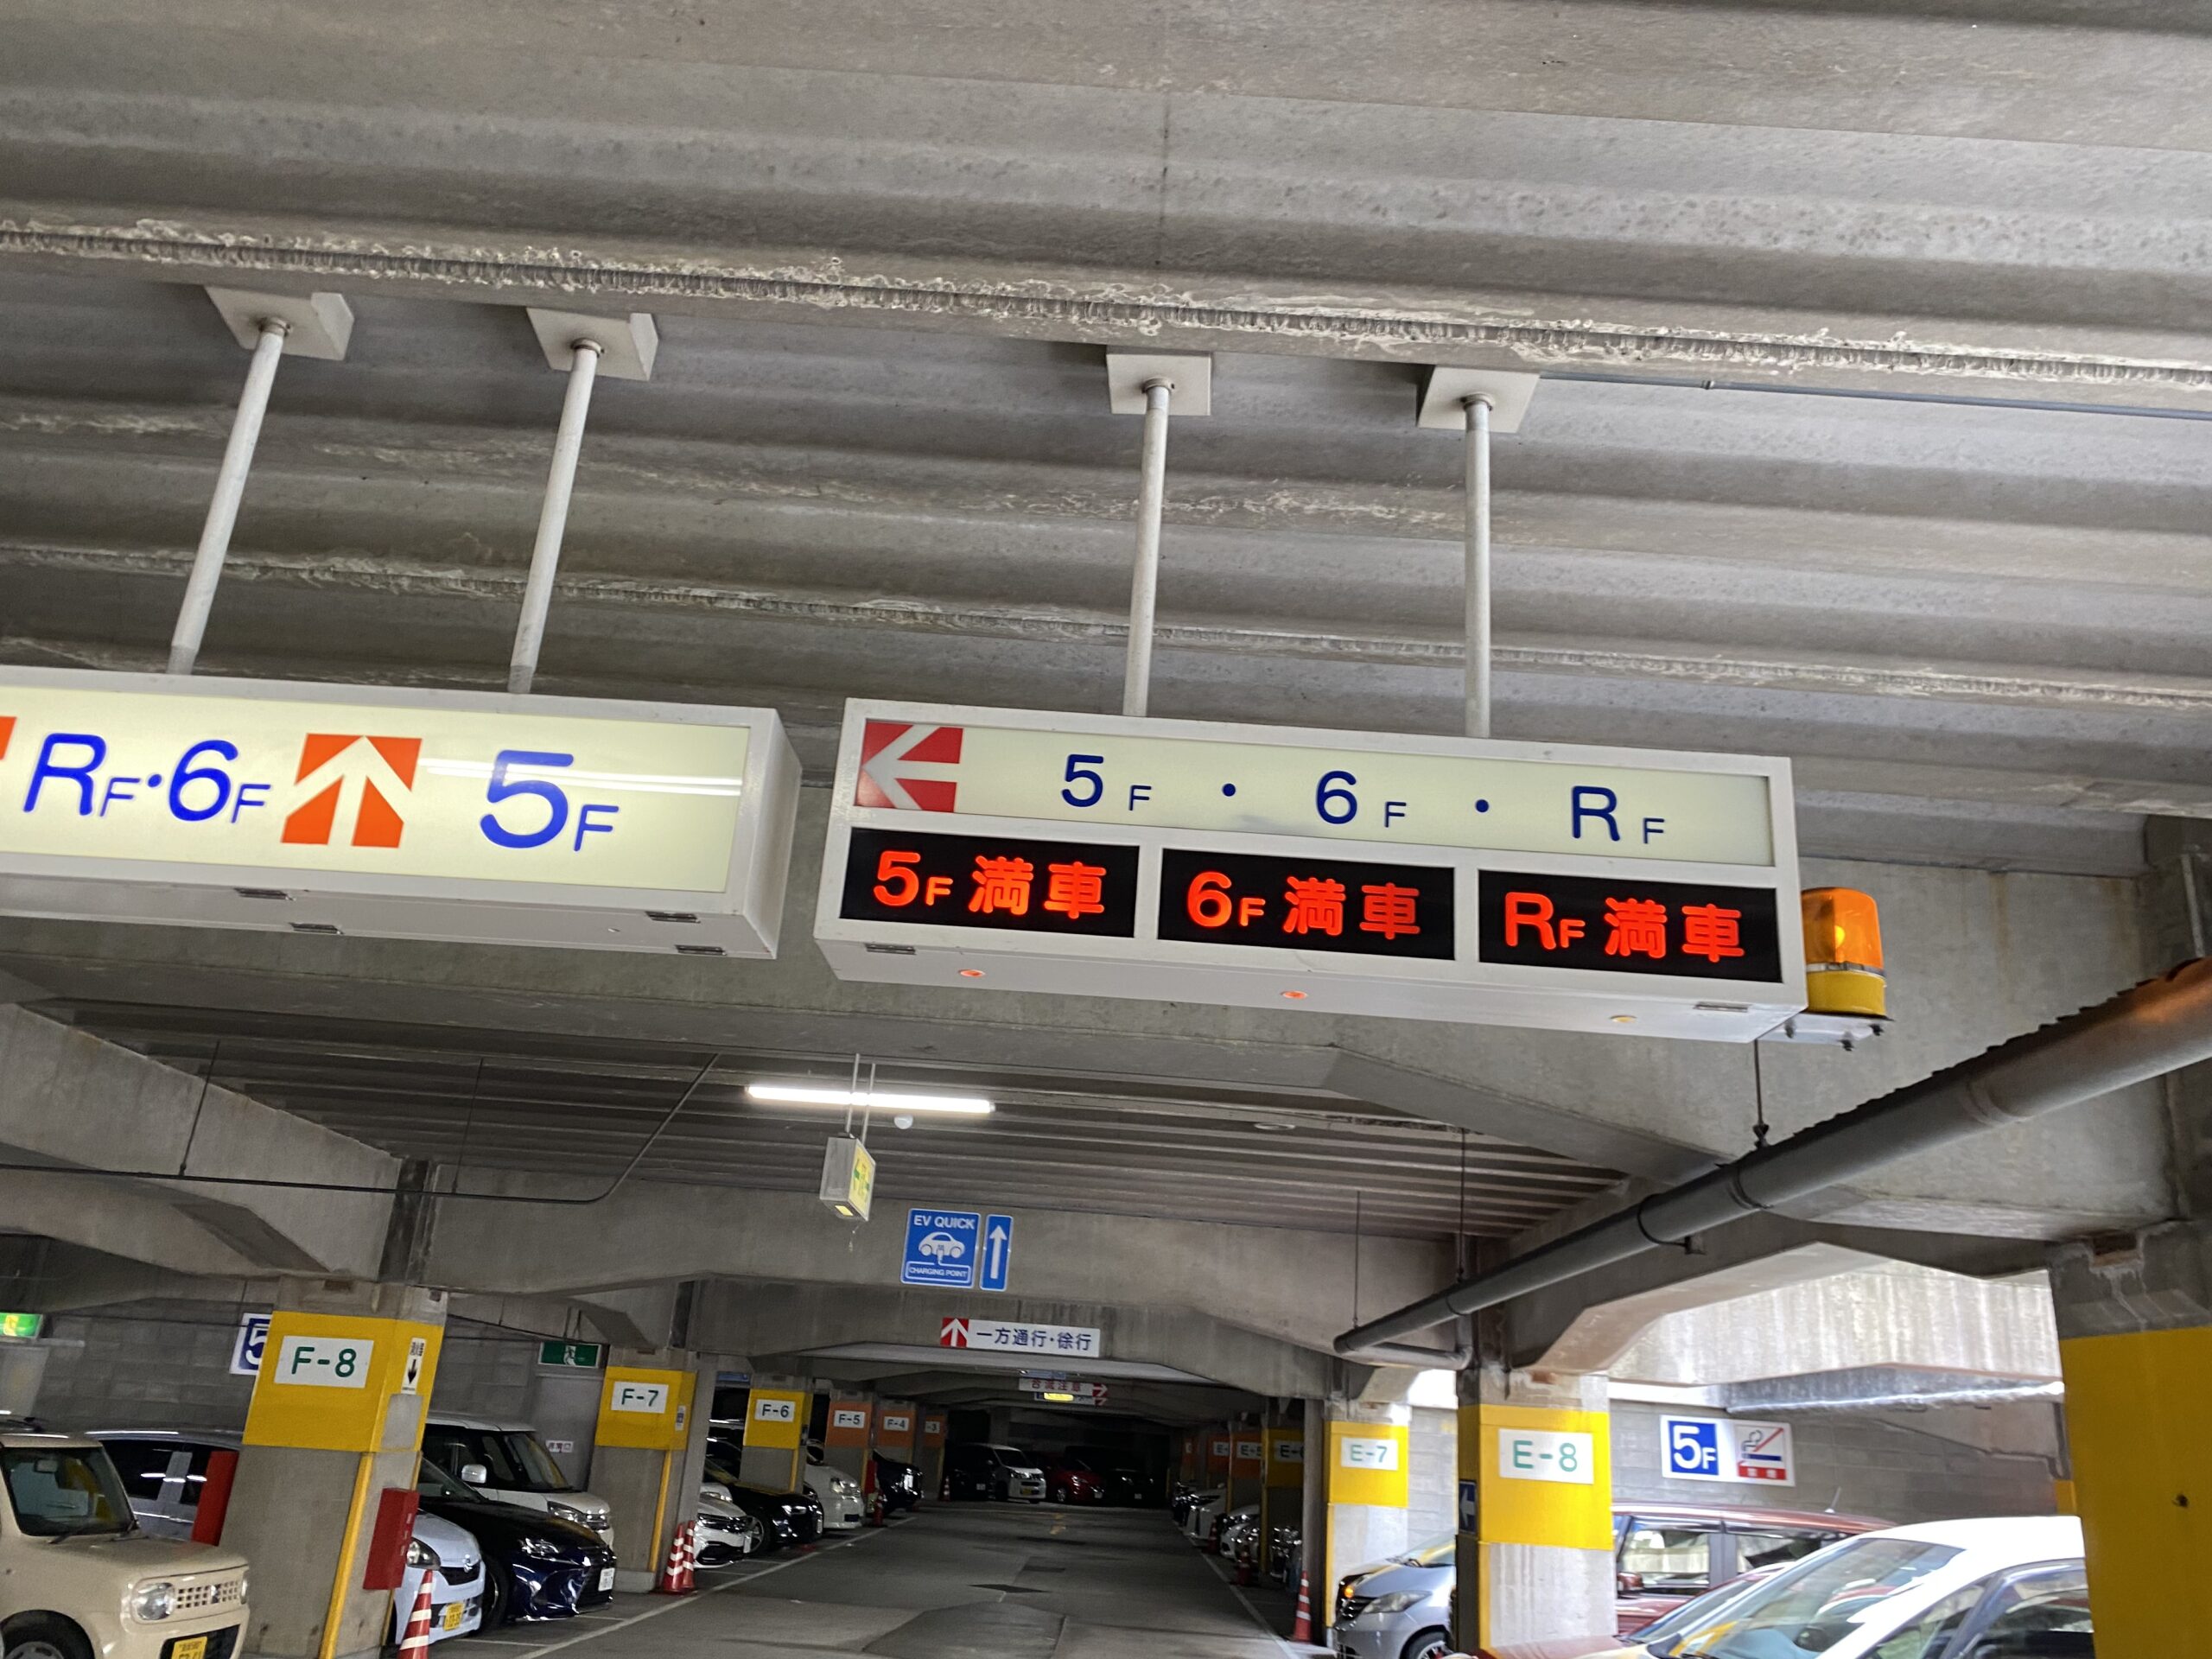 RF・6F
5F
5F・6F・RF
5F 満車
6F 満車
RF 満車
EV QUICK
CHARGING POINT
一方通行・徐行
F-8
F-7
F-6
F-5
F-4
E-7
E-8
5F